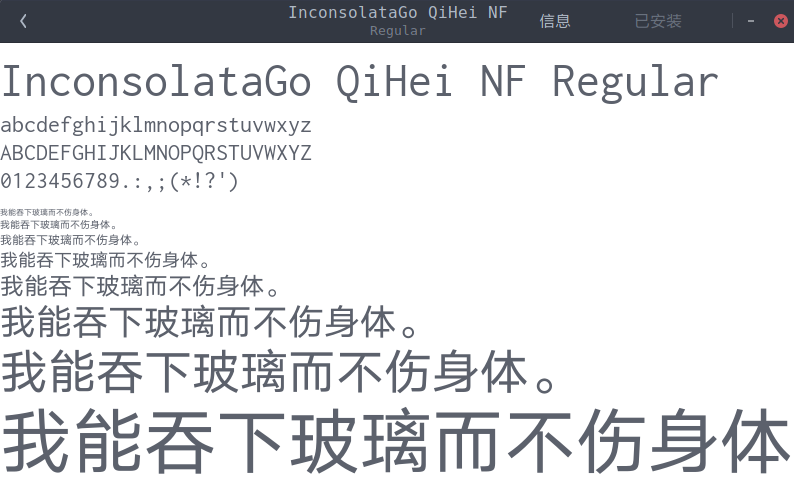 InconsolataGo QiHei NF
Regular
信息
已安装
InconsolataGo QiHei NF Regular
abcdefghijklmnopqrstuvwxyz
ABCDEFGHIJKLMNOPQRSTUVWXYZ
0123456789.:,;(*!?')
我能吞下玻璃而不伤身体。
我能吞下玻璃而不伤身体。
我能吞下玻璃而不伤身体。
我能吞下玻璃而不伤身体。
我能吞下玻璃而不伤身体。
我能吞下玻璃而不伤身体。
我能吞下玻璃而不伤身体。
我能吞下玻璃而不伤身体